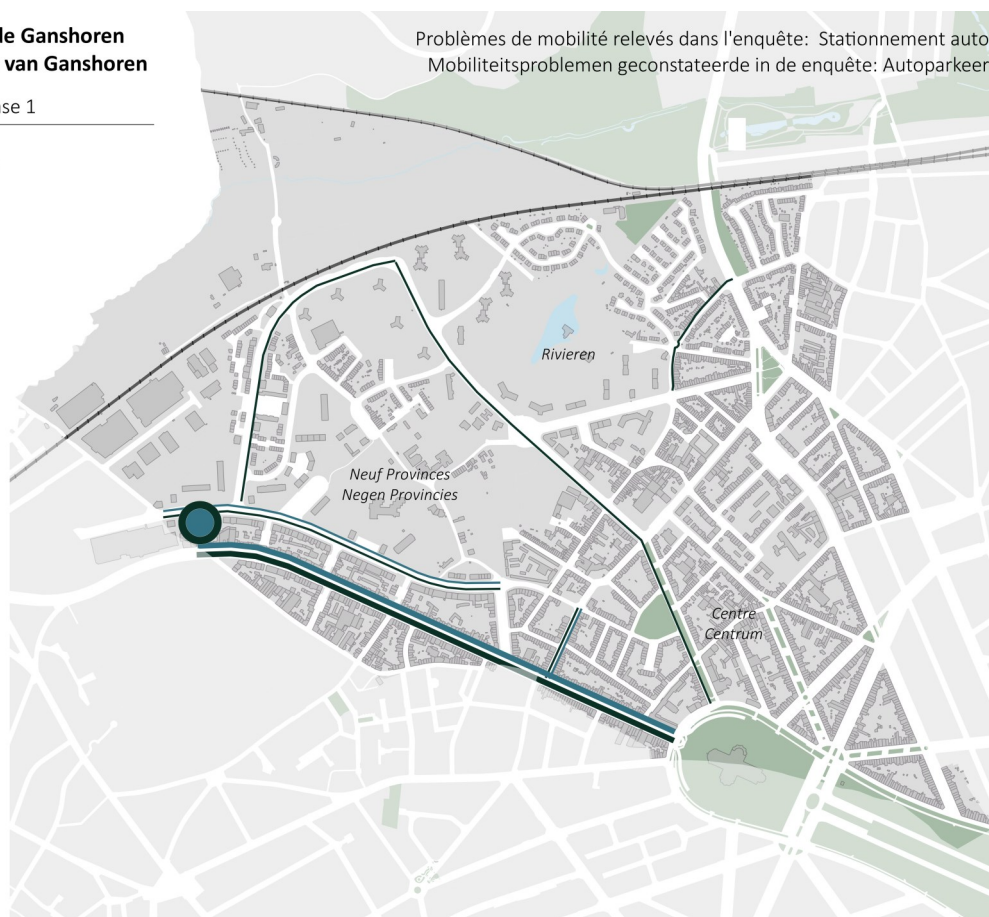 de Ganshoren
van Ganshoren
ase 1
Problèmes de mobilité relevés dans l'enquête: Stationnement auto
Mobiliteitsproblemen geconstateerde in de enquête: Autoparkeer
Rivieren
Neuf Provinces
Negen Provincies
Centre
Centrum